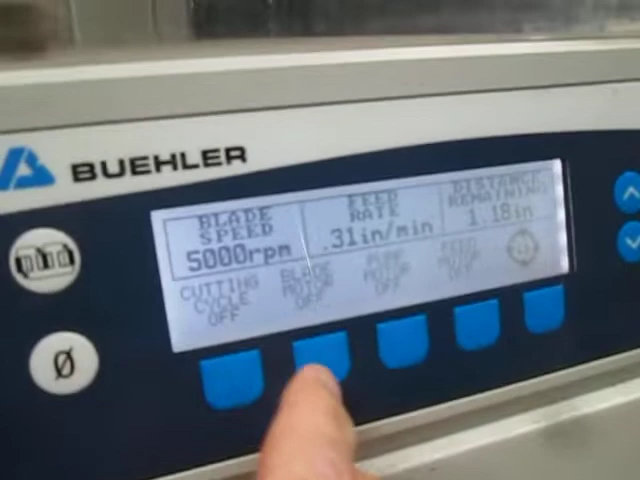 BUEHLER
BLADE SPEED
5000rpm
FEED RATE
.31in/min
DISTANCE REMAINING
1.18in
CUTTING CYCLE OFF
BLADE MOTOR OFF
PUMP MOTOR OFF
FEED MOTOR OFF
Ø